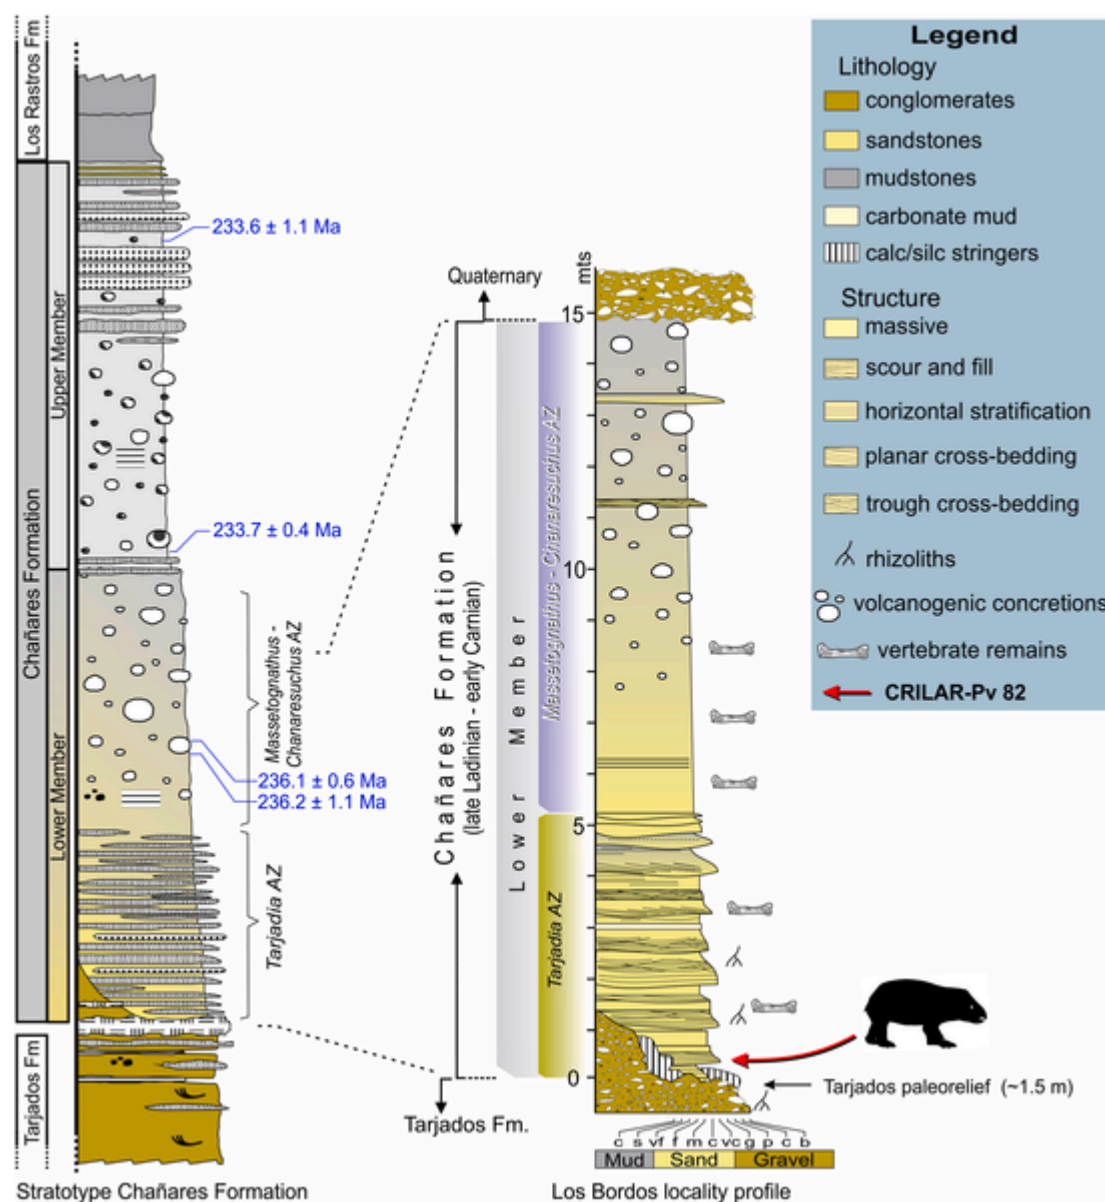 Los Rastros Fm
Chañares Formation
Tarjados Fm
Upper Member
Lower Member
233.6 ± 1.1 Ma
233.7 ± 0.4 Ma
236.1 ± 0.6 Ma
236.2 ± 1.1 Ma
Massetognathus -
Chanaresuchus AZ
Tarjadia AZ
Stratotype Chañares Formation
Quaternary
Chañares Formation
(late Ladinian - early Carnian)
Tarjados Fm.
Lower Member
Massetognathus - Chanaresuchus AZ
Tarjadia AZ
mts
15
10
5
0
Tarjados paleorelief (~1.5 m)
c s vf f m c vc g p c b
Mud Sand Gravel
Los Bordos locality profile
Legend
Lithology
conglomerates
sandstones
mudstones
carbonate mud
calc/silc stringers
Structure
massive
scour and fill
horizontal stratification
planar cross-bedding
trough cross-bedding
rhizoliths
volcanogenic concretions
vertebrate remains
CRILAR-Pv 82